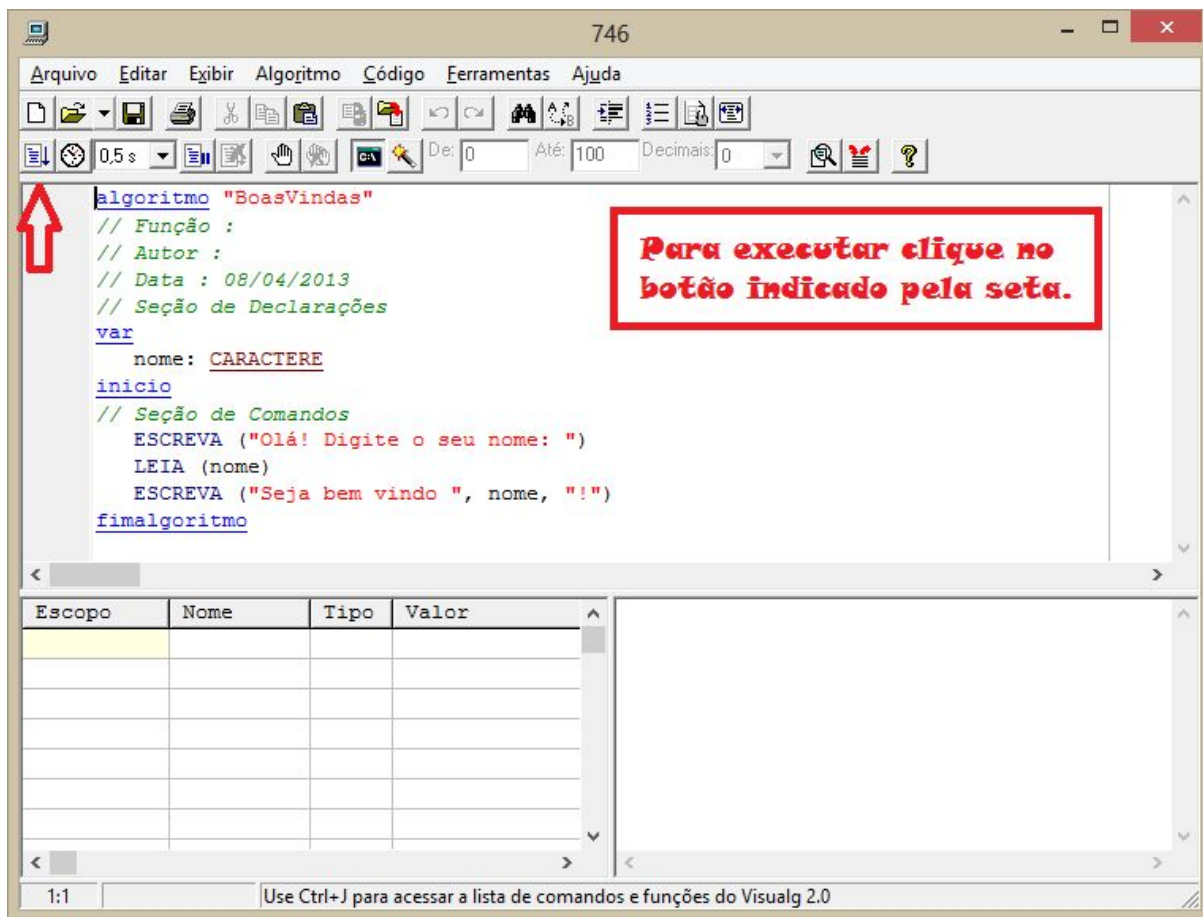 746
Arquivo Editar Exibir Algoritmo Código Ferramentas Ajuda
0,5 s De: 0 Até: 100 Decimais: 0
algoritmo "BoasVindas"
// Função :
// Autor :
// Data : 08/04/2013
// Seção de Declarações
var
nome: CARACTERE
inicio
// Seção de Comandos
ESCREVA ("Olá! Digite o seu nome: ")
LEIA (nome)
ESCREVA ("Seja bem vindo ", nome, "!")
fimalgoritmo
Para executar clique no
botão indicado pela seta.
Escopo Nome Tipo Valor
1:1 Use Ctrl+J para acessar a lista de comandos e funções do Visualg 2.0